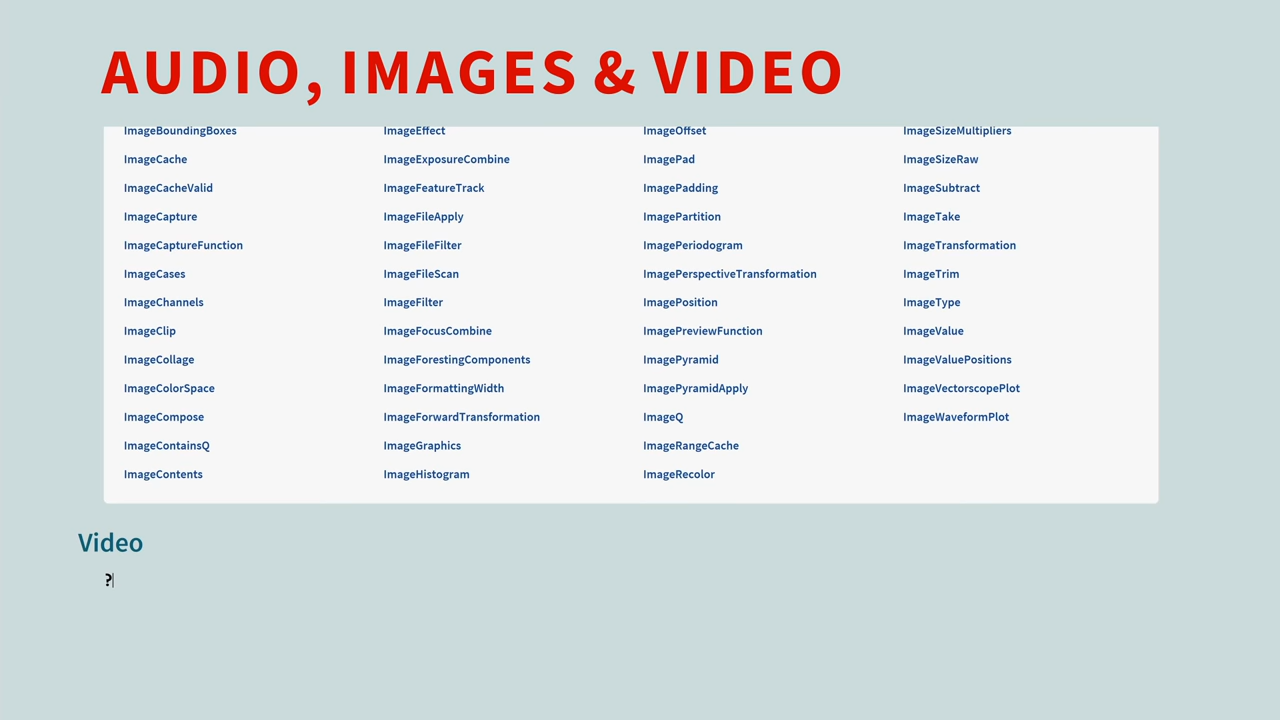 AUDIO, IMAGES & VIDEO
ImageBoundingBoxes ImageEffect ImageOffset ImageSizeMultipliers
ImageCache ImageExposureCombine ImagePad ImageSizeRaw
ImageCacheValid ImageFeatureTrack ImagePadding ImageSubtract
ImageCapture ImageFileApply ImagePartition ImageTake
ImageCaptureFunction ImageFileFilter ImagePeriodogram ImageTransformation
ImageCases ImageFileScan ImagePerspectiveTransformation ImageTrim
ImageChannels ImageFilter ImagePosition ImageType
ImageClip ImageFocusCombine ImagePreviewFunction ImageValue
ImageCollage ImageForestingComponents ImagePyramid ImageValuePositions
ImageColorSpace ImageFormattingWidth ImagePyramidApply ImageVectorscopePlot
ImageCompose ImageForwardTransformation ImageQ ImageWaveformPlot
ImageContainsQ ImageGraphics ImageRangeCache
ImageContents ImageHistogram ImageRecolor
Video
?